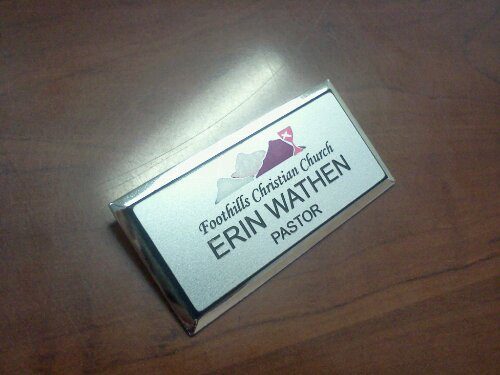 Foothills Christian Church
ERIN WATHEN
PASTOR